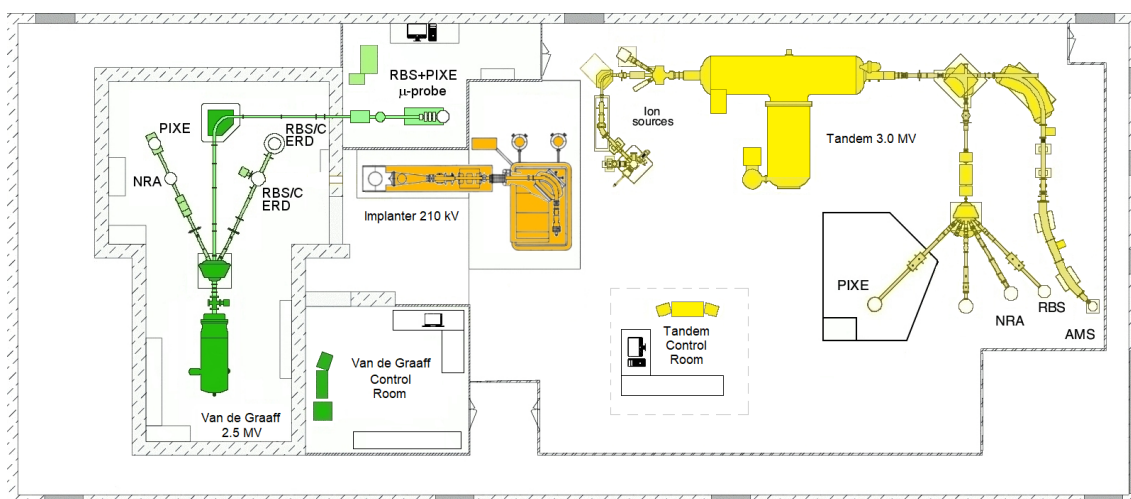 RBS+PIXE
μ-probe
PIXE
RBS/C
ERD
NRA
RBS/C
ERD
Implanter 210 kV
Ion
sources
Tandem 3.0 MV
PIXE
NRA
RBS
AMS
Tandem
Control
Room
Van de Graaff
Control
Room
Van de Graaff
2.5 MV